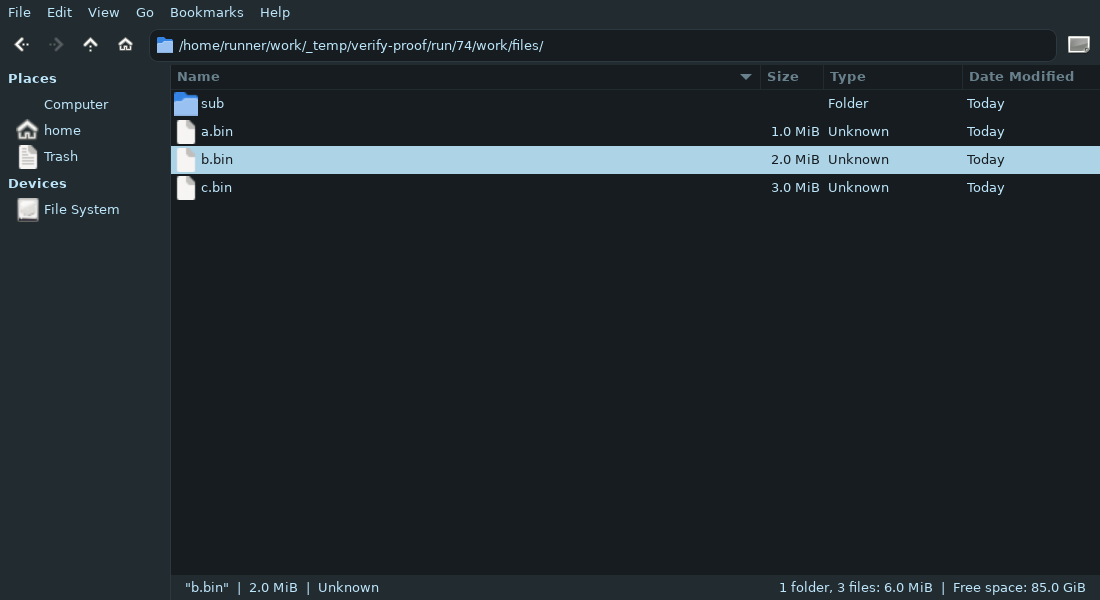 File Edit View Go Bookmarks Help
/home/runner/work/_temp/verify-proof/run/74/work/files/
Places
Computer
home
Trash
Devices
File System
Name Size Type Date Modified
sub Folder Today
a.bin 1.0 MiB Unknown Today
b.bin 2.0 MiB Unknown Today
c.bin 3.0 MiB Unknown Today
"b.bin" | 2.0 MiB | Unknown
1 folder, 3 files: 6.0 MiB | Free space: 85.0 GiB